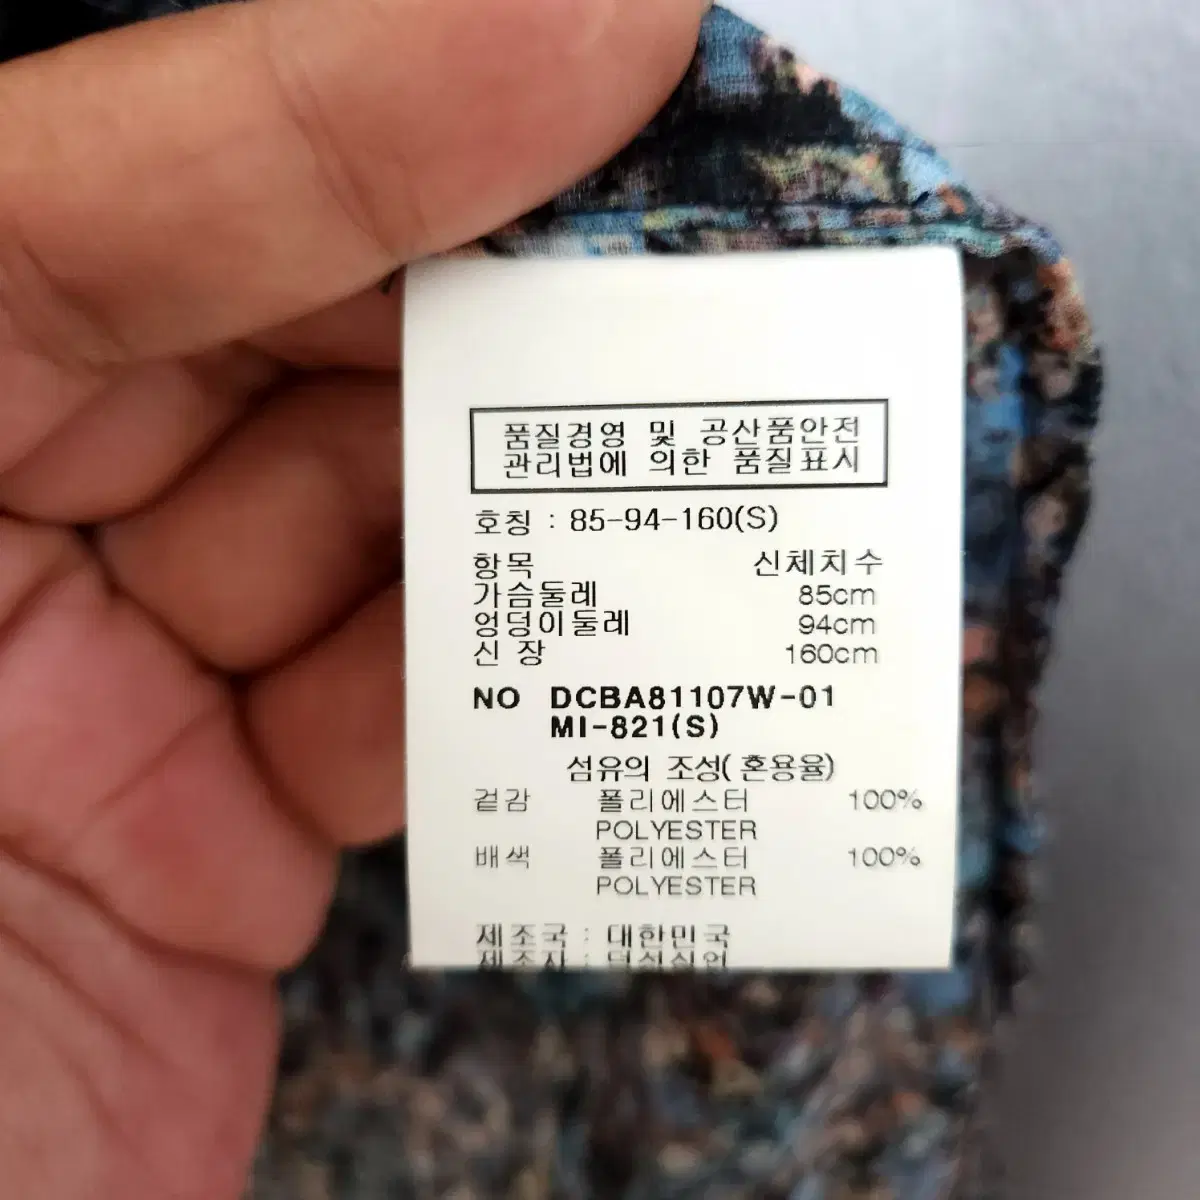 품질경영 및 공산품안전
관리법에 의한 품질표시
호칭 : 85-94-160(S)
항목 신체치수
가슴둘레 85cm
엉덩이둘레 94cm
신 장 160cm
NO DCBA81107W-01
MI-821(S)
섬유의 조성(혼용율)
겉감 폴리에스터 100%
POLYESTER
배색 폴리에스터 100%
POLYESTER
제조국 : 대한민국
제조자 :